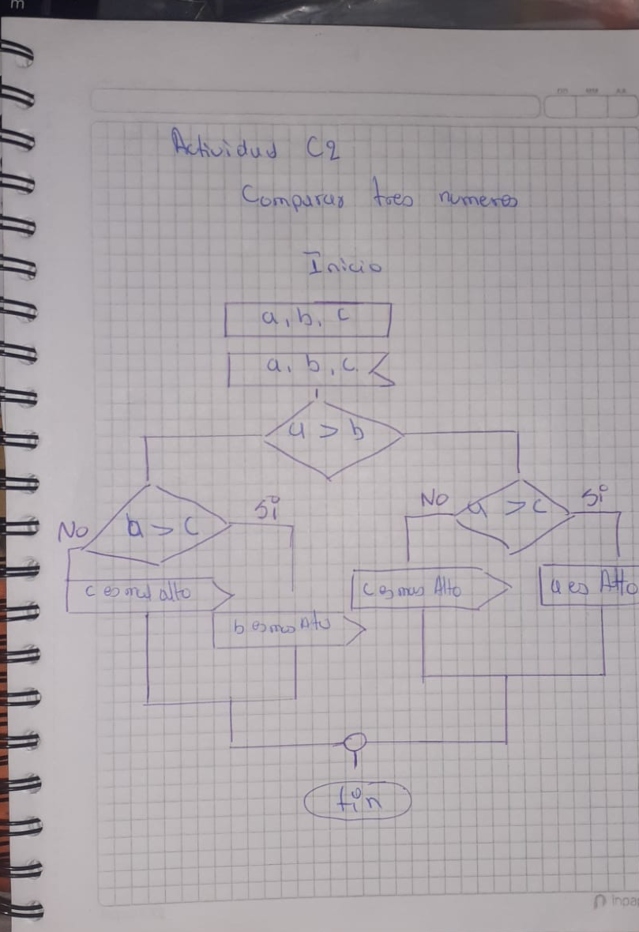 Actividad C2
Comparar tres numeros
Inicio
a, b, c
a, b, c
a > b
No
b > c
Si
No
a > c
Si
c es mas alto
c es mas Alto
a es Alto
b es mas Alto
fin